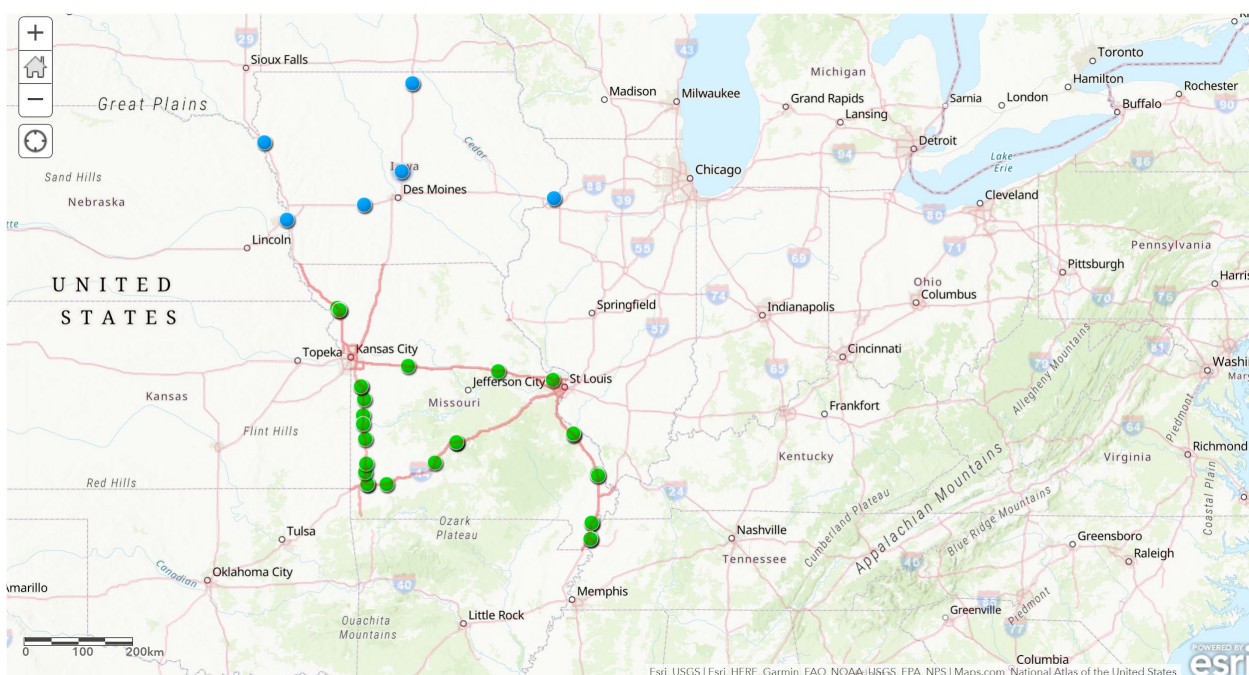 +
−
29
Sioux Falls
43
Madison
Milwaukee
Michigan
Grand Rapids
Lansing
Sarnia
London
Toronto
Hamilton
Rochester
Buffalo
90
Great Plains
Cedar
Detroit
94
Lake
Erie
86
Sand Hills
Iowa
Nebraska
Des Moines
88
39
Chicago
Cleveland
80
Lincoln
55
71
69
Pennsylvania
Pittsburgh
UNITED
STATES
Springfield
74
57
Indianapolis
Ohio
Columbus
70
76
Topeka
Kansas City
Jefferson City
St Louis
Cincinnati
65
79
81
Allegheny Mountains
Kansas
Missouri
Frankfort
Piedmont
Flint Hills
64
Richmond
Kentucky
Virginia
Red Hills
44
24
Cumberland Plateau
Appalachian Mountains
Blue Ridge Mountains
Coastal Plain
Ozark
Plateau
Tulsa
Nashville
Tennessee
Greensboro
Raleigh
Canadian
Oklahoma City
Amarillo
40
40
Memphis
Little Rock
Ouachita
Mountains
Greenville
Piedmont
77
Columbia
0 100 200km
POWERED BY
esri
Esri, USGS | Esri, HERE, Garmin, FAO, NOAA, USGS, EPA, NPS | Maps.com, National Atlas of the United States